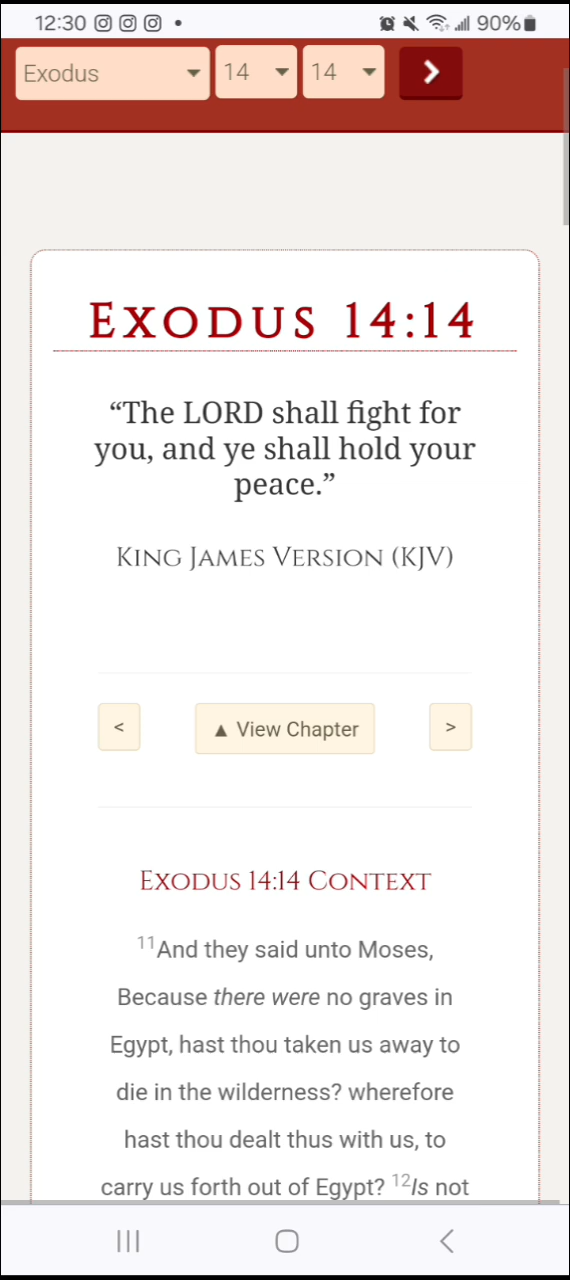 12:30
90%
Exodus 14 14
EXODUS 14:14
“The LORD shall fight for
you, and ye shall hold your
peace.”
KING JAMES VERSION (KJV)
< ▲ View Chapter >
EXODUS 14:14 CONTEXT
11And they said unto Moses,
Because there were no graves in
Egypt, hast thou taken us away to
die in the wilderness? wherefore
hast thou dealt thus with us, to
carry us forth out of Egypt? 12Is not